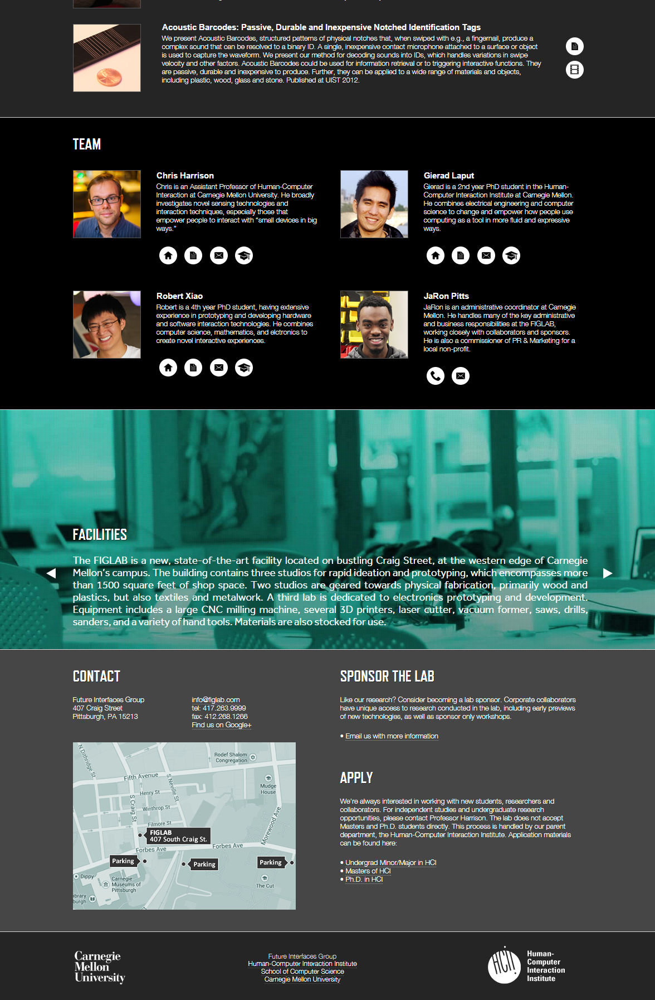 Acoustic Barcodes: Passive, Durable and Inexpensive Notched Identification Tags
We present Acoustic Barcodes, structured patterns of physical notches that, when swiped with e.g., a fingernail, produce a
complex sound that can be resolved to a binary ID. A single, inexpensive contact microphone attached to a surface or object
is used to capture the waveform. We present our method for decoding sounds into IDs, which handles variations in swipe
velocity and other factors. Acoustic Barcodes could be used for information retrieval or to triggering interactive functions. They
are passive, durable and inexpensive to produce. Further, they can be applied to a wide range of materials and objects,
including plastic, wood, glass and stone. Published at UIST 2012.
TEAM
Chris Harrison
Chris is an Assistant Professor of Human-Computer
Interaction at Carnegie Mellon University. He broadly
investigates novel sensing technologies and
interaction techniques, especially those that
empower people to interact with “small devices in big
ways.”
Gierad Laput
Gierad is a 2nd year PhD student in the Human-
Computer Interaction Institute at Carnegie Mellon.
He combines electrical engineering and computer
science to change and empower how people use
computing as a tool in more fluid and expressive
ways.
Robert Xiao
Robert is a 4th year PhD student, having extensive
experience in prototyping and developing hardware
and software interaction technologies. He combines
computer science, mathematics, and elctronics to
create novel interactive experiences.
JaRon Pitts
JaRon is an administrative coordinator at Carnegie
Mellon. He handles many of the key administrative
and business responsibilities at the FIGLAB,
working closely with collaborators and sponsors.
He is also a commissioner of PR & Marketing for a
local non-profit.
FACILITIES
The FIGLAB is a new, state-of-the-art facility located on bustling Craig Street, at the western edge of Carnegie
Mellon's campus. The building contains three studios for rapid ideation and prototyping, which encompasses more
than 1500 square feet of shop space. Two studios are geared towards physical fabrication, primarily wood and
plastics, but also textiles and metalwork. A third lab is dedicated to electronics prototyping and development.
Equipment includes a large CNC milling machine, several 3D printers, laser cutter, vacuum former, saws, drills,
sanders, and a variety of hand tools. Materials are also stocked for use.
CONTACT
Future Interfaces Group
407 Craig Street
Pittsburgh, PA 15213
info@figlab.com
tel: 417.263.9999
fax: 412.268.1266
Find us on Google+
N Dithridge St
Rodef Shalom
Congregation
Fifth Avenue
S Neville St
Henry St
Mudge
House
S Craig St
Winthrop St
Filmore St
Morewood Ave
FIGLAB
407 South Craig St.
Forbes Ave
Forbes Ave
Parking
Parking
Parking
Dippy
Carnegie
Museums of
Pittsburgh
The Cut
ibrary
burgh
SPONSOR THE LAB
Like our research? Consider becoming a lab sponsor. Corporate collaborators
have unique access to research conducted in the lab, including early previews
of new technologies, as well as sponsor only workshops.
• Email us with more information
APPLY
We're always interested in working with new students, researchers and
collaborators. For independent studies and undergraduate research
opportunities, please contact Professor Harrison. The lab does not accept
Masters and Ph.D. students directly. This process is handled by our parent
department, the Human-Computer Interaction Institute. Application materials
can be found here:
• Undergrad Minor/Major in HCI
• Masters of HCI
• Ph.D. in HCI
Carnegie
Mellon
University
Future Interfaces Group
Human-Computer Interaction Institute
School of Computer Science
Carnegie Mellon University
HCII
Human-
Computer
Interaction
Institute